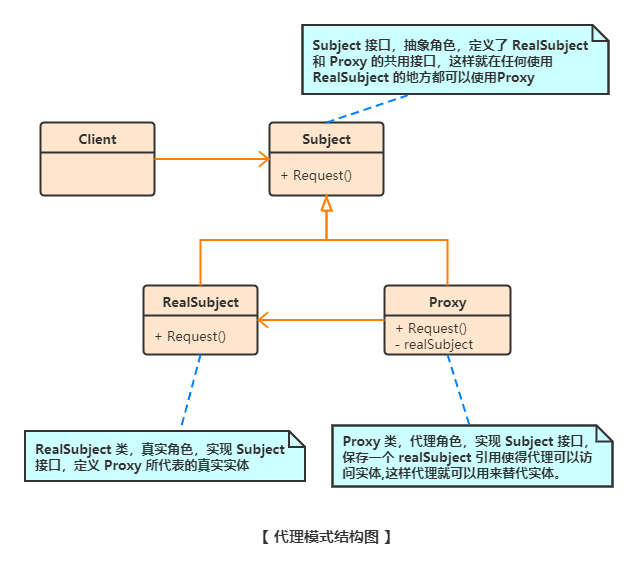 Subject 接口，抽象角色，定义了 RealSubject
和 Proxy 的共用接口，这样就在任何使用
RealSubject 的地方都可以使用Proxy
Client
Subject
+ Request()
RealSubject
+ Request()
Proxy
+ Request()
- realSubject
RealSubject 类，真实角色，实现 Subject
接口，定义 Proxy 所代表的真实实体
Proxy 类，代理角色，实现 Subject 接口，
保存一个 realSubject 引用使得代理可以访
问实体,这样代理就可以用来替代实体。
【 代理模式结构图 】